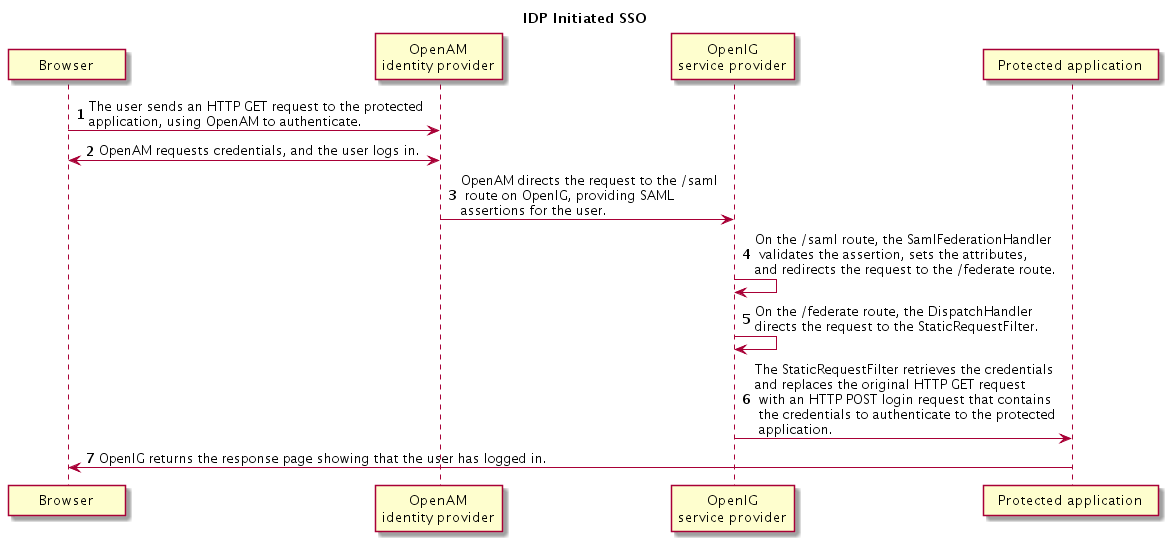 IDP Initiated SSO
Browser
OpenAM
identity provider
OpenIG
service provider
Protected application
1
The user sends an HTTP GET request to the protected
application, using OpenAM to authenticate.
2 OpenAM requests credentials, and the user logs in.
OpenAM directs the request to the /saml
3 route on OpenIG, providing SAML
assertions for the user.
On the /saml route, the SamlFederationHandler
4 validates the assertion, sets the attributes,
and redirects the request to the /federate route.
5
On the /federate route, the DispatchHandler
directs the request to the StaticRequestFilter.
The StaticRequestFilter retrieves the credentials
and replaces the original HTTP GET request
6 with an HTTP POST login request that contains
the credentials to authenticate to the protected
application.
7 OpenIG returns the response page showing that the user has logged in.
Browser
OpenAM
identity provider
OpenIG
service provider
Protected application